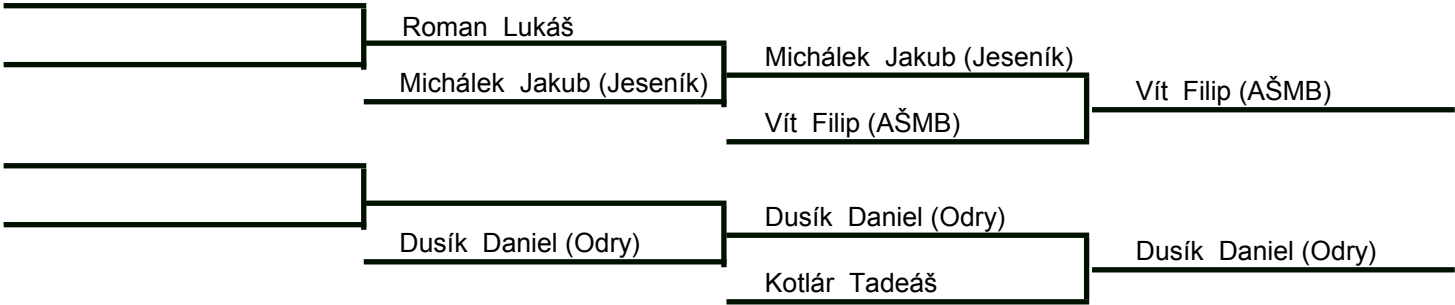 Roman Lukáš
Michálek Jakub (Jeseník)
Michálek Jakub (Jeseník)
Vít Filip (AŠMB)
Vít Filip (AŠMB)
Dusík Daniel (Odry)
Dusík Daniel (Odry)
Kotlár Tadeáš
Dusík Daniel (Odry)